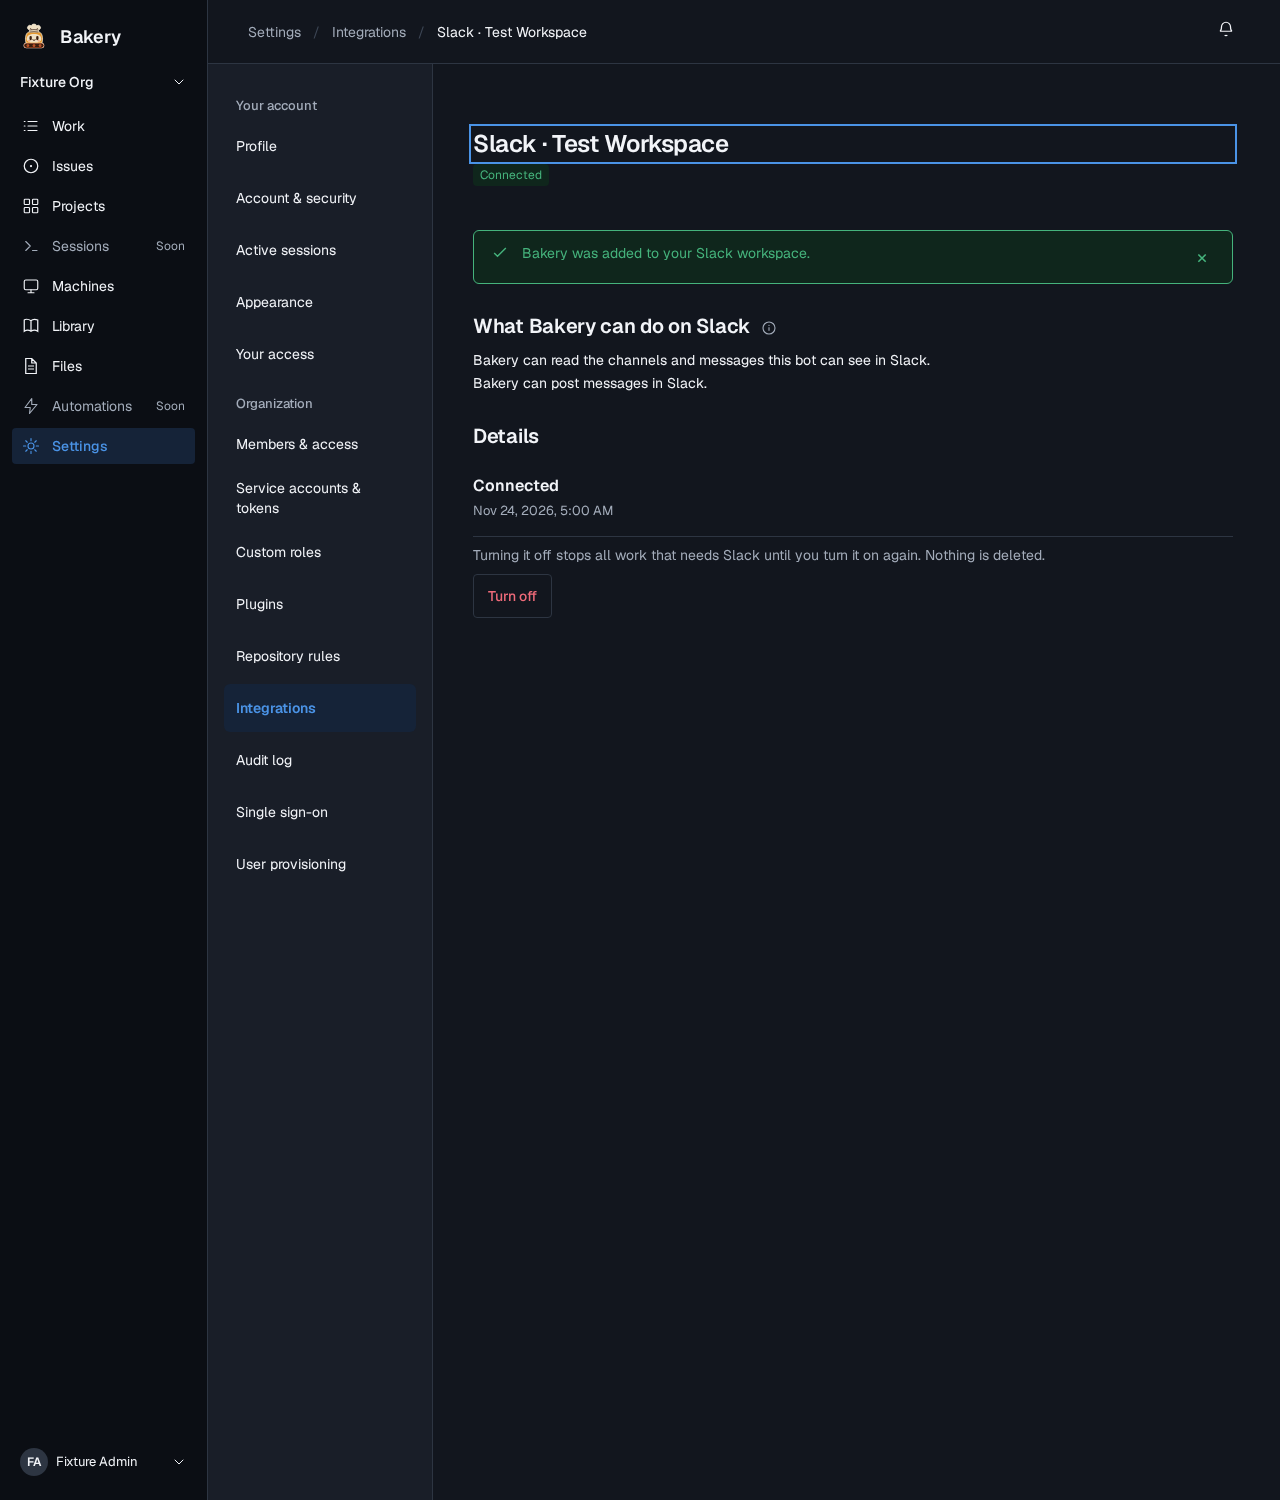 Bakery
Fixture Org
Work
Issues
Projects
Sessions Soon
Machines
Library
Files
Automations Soon
Settings
FA Fixture Admin
Settings / Integrations / Slack · Test Workspace
Your account
Profile
Account & security
Active sessions
Appearance
Your access
Organization
Members & access
Service accounts &
tokens
Custom roles
Plugins
Repository rules
Integrations
Audit log
Single sign-on
User provisioning
Slack · Test Workspace
Connected
Bakery was added to your Slack workspace.
What Bakery can do on Slack
Bakery can read the channels and messages this bot can see in Slack.
Bakery can post messages in Slack.
Details
Connected
Nov 24, 2026, 5:00 AM
Turning it off stops all work that needs Slack until you turn it on again. Nothing is deleted.
Turn off